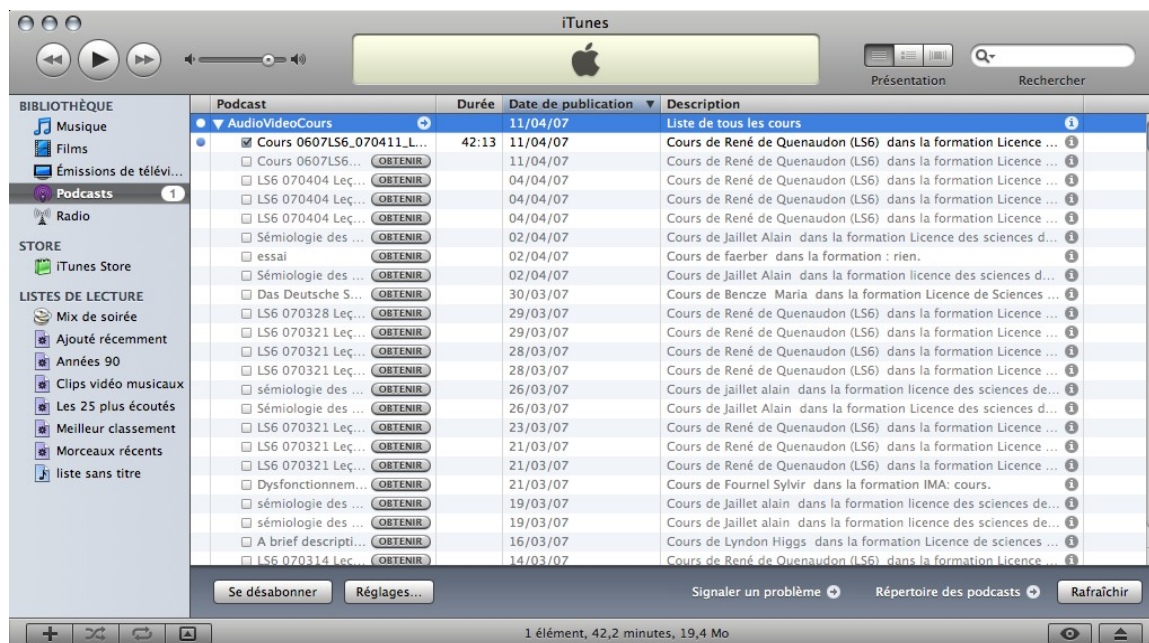 iTunes
Présentation
Rechercher
BIBLIOTHÈQUE
Musique
Films
Émissions de télévi...
Podcasts 1
Radio
STORE
iTunes Store
LISTES DE LECTURE
Mix de soirée
Ajouté récemment
Années 90
Clips vidéo musicaux
Les 25 plus écoutés
Meilleur classement
Morceaux récents
liste sans titre
Podcast Durée Date de publication Description
AudioVideoCours 11/04/07 Liste de tous les cours
Cours 0607LS6_070411_L... 42:13 11/04/07 Cours de René de Quenaudon (LS6) dans la formation Licence ...
Cours 0607LS6... OBTENIR 11/04/07 Cours de René de Quenaudon (LS6) dans la formation Licence ...
LS6 070404 Leç... OBTENIR 04/04/07 Cours de René de Quenaudon (LS6) dans la formation Licence ...
LS6 070404 Leç... OBTENIR 04/04/07 Cours de René de Quenaudon (LS6) dans la formation Licence ...
LS6 070404 Leç... OBTENIR 04/04/07 Cours de René de Quenaudon (LS6) dans la formation Licence ...
Sémiologie des ... OBTENIR 02/04/07 Cours de Jaillet Alain dans la formation Licence des sciences d...
essai OBTENIR 02/04/07 Cours de faerber dans la formation : rien.
Sémiologie des ... OBTENIR 02/04/07 Cours de Jaillet Alain dans la formation licence des sciences d...
Das Deutsche S... OBTENIR 30/03/07 Cours de Bencze Maria dans la formation Licence de Sciences ...
LS6 070328 Leç... OBTENIR 29/03/07 Cours de René de Quenaudon (LS6) dans la formation Licence ...
LS6 070321 Leç... OBTENIR 29/03/07 Cours de René de Quenaudon (LS6) dans la formation Licence ...
LS6 070321 Leç... OBTENIR 28/03/07 Cours de René de Quenaudon (LS6) dans la formation Licence ...
LS6 070321 Leç... OBTENIR 28/03/07 Cours de René de Quenaudon (LS6) dans la formation Licence ...
sémiologie des ... OBTENIR 26/03/07 Cours de jaillet alain dans la formation licence des sciences de...
Sémiologie des ... OBTENIR 26/03/07 Cours de Jaillet Alain dans la formation Licence des sciences d...
LS6 070321 Leç... OBTENIR 23/03/07 Cours de René de Quenaudon (LS6) dans la formation Licence ...
LS6 070321 Leç... OBTENIR 21/03/07 Cours de René de Quenaudon (LS6) dans la formation Licence ...
LS6 070321 Leç... OBTENIR 21/03/07 Cours de René de Quenaudon (LS6) dans la formation Licence ...
Dysfonctionnem... OBTENIR 21/03/07 Cours de Fournel Sylvir dans la formation IMA: cours.
sémiologie des ... OBTENIR 19/03/07 Cours de Jaillet alain dans la formation licence des sciences de...
sémiologie des ... OBTENIR 19/03/07 Cours de Jaillet alain dans la formation licence des sciences de...
A brief descripti... OBTENIR 16/03/07 Cours de Lyndon Higgs dans la formation Licence de sciences ...
LS6 070314 Leç... OBTENIR 14/03/07 Cours de René de Quenaudon (LS6) dans la formation Licence ...
Se désabonner Réglages... Signaler un problème Répertoire des podcasts Rafraîchir
1 élément, 42,2 minutes, 19,4 Mo